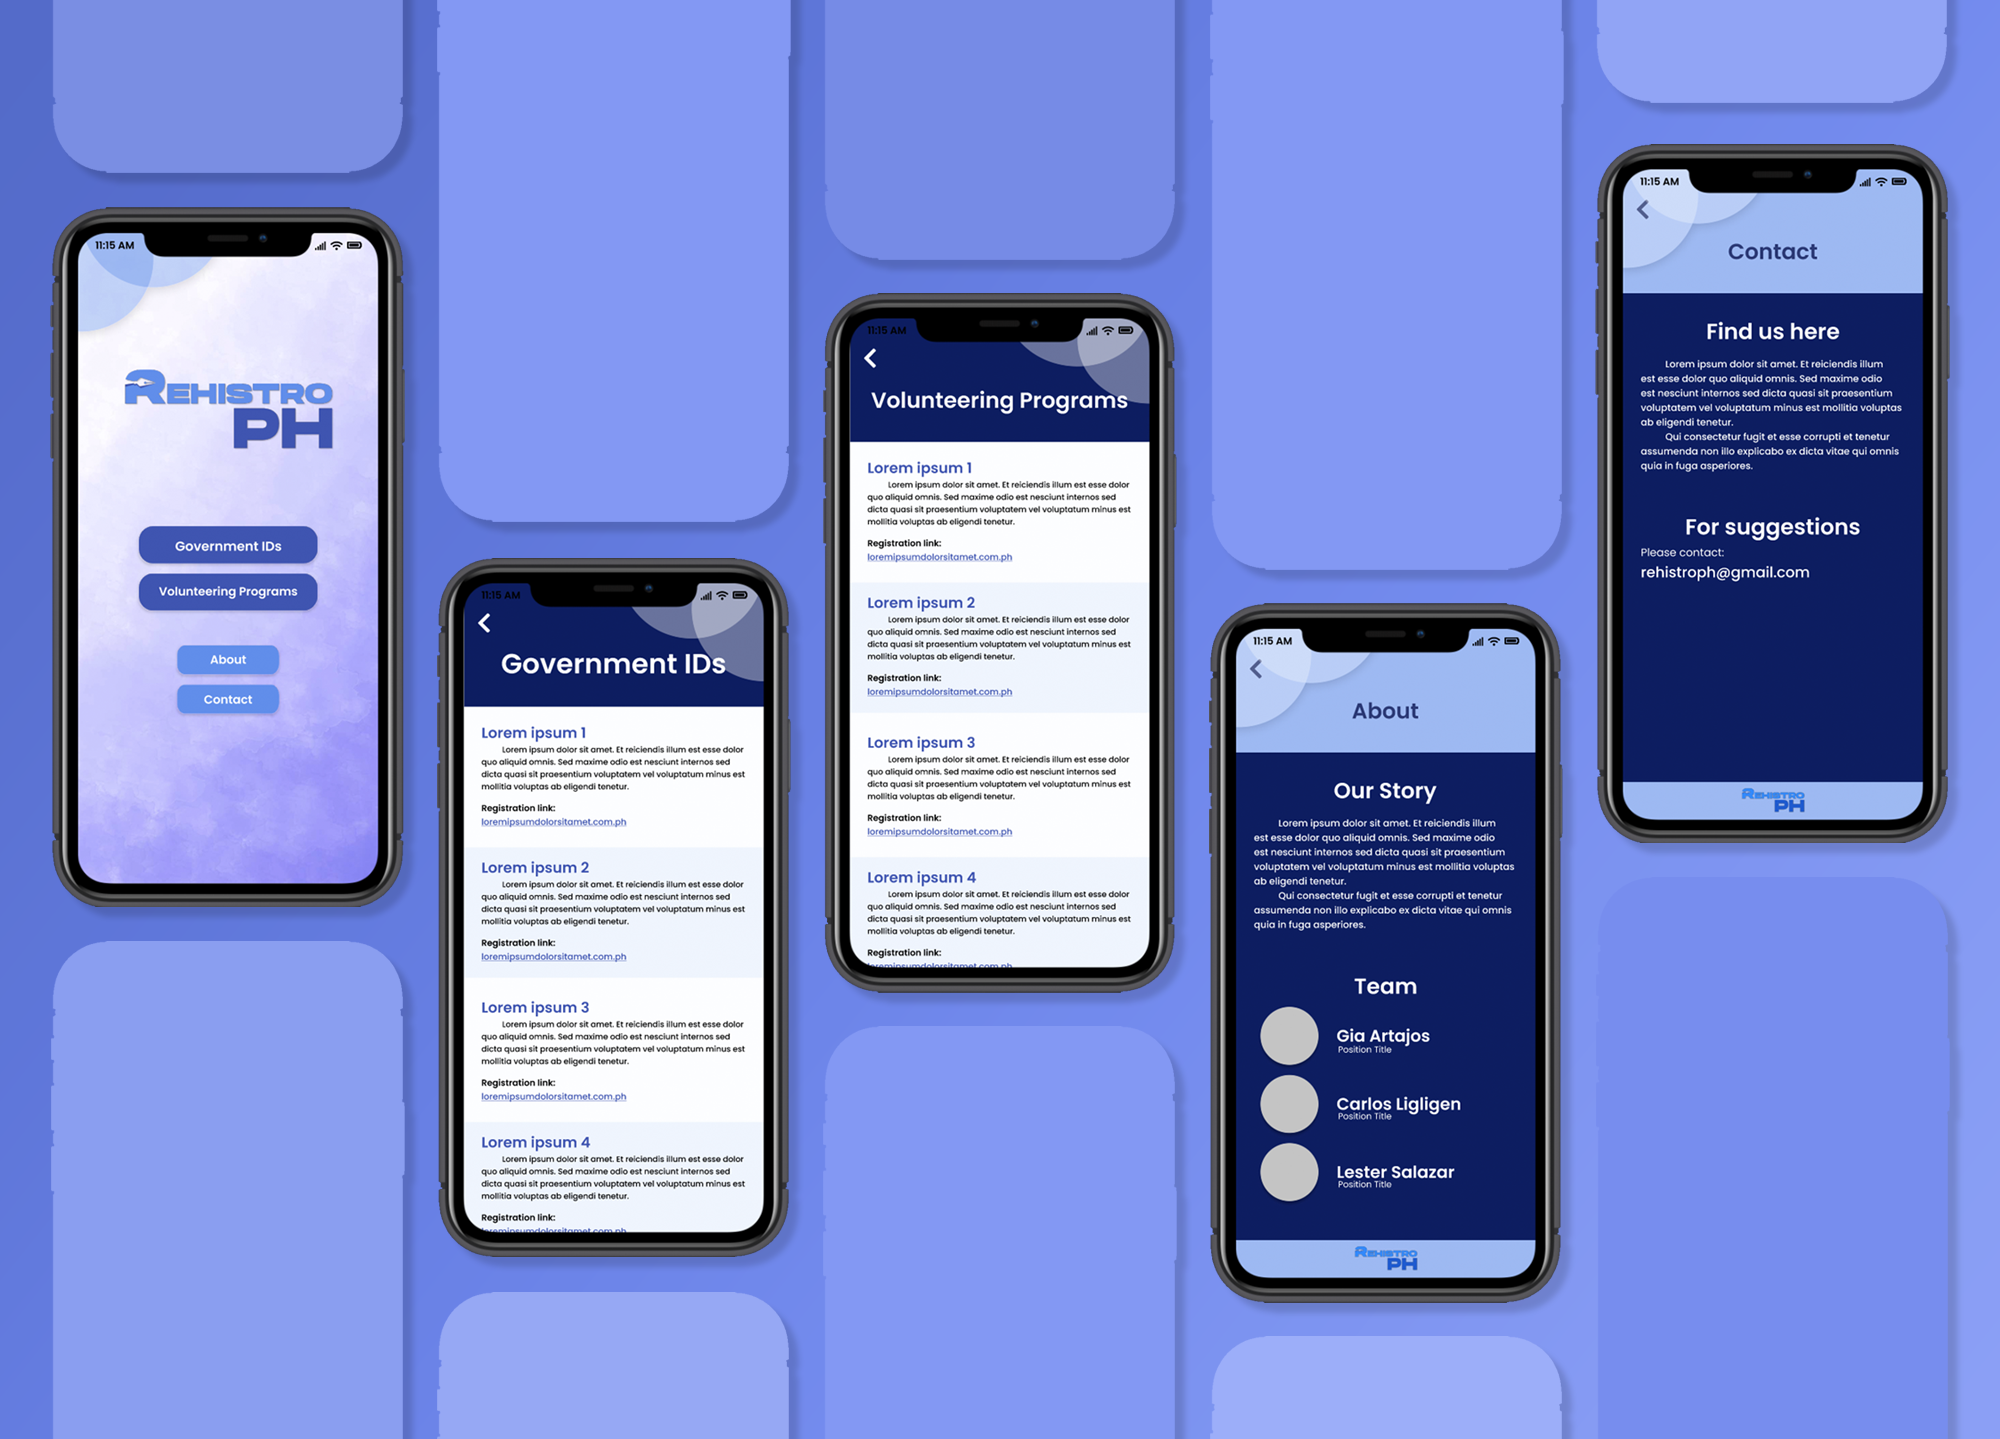 11:15 AM
REHISTRO
PH
Government IDs
Volunteering Programs
About
Contact
11:15 AM
Government IDs
Lorem ipsum 1
Lorem ipsum dolor sit amet. Et reiciendis illum est esse dolor
quo aliquid omnis. Sed maxime odio est nesciunt internos sed
dicta quasi sit praesentium voluptatem vel voluptatum minus est
mollitia voluptas ab eligendi tenetur.
Registration link:
loremipsumdolorsitamet.com.ph
Lorem ipsum 2
Lorem ipsum dolor sit amet. Et reiciendis illum est esse dolor
quo aliquid omnis. Sed maxime odio est nesciunt internos sed
dicta quasi sit praesentium voluptatem vel voluptatum minus est
mollitia voluptas ab eligendi tenetur.
Registration link:
loremipsumdolorsitamet.com.ph
Lorem ipsum 3
Lorem ipsum dolor sit amet. Et reiciendis illum est esse dolor
quo aliquid omnis. Sed maxime odio est nesciunt internos sed
dicta quasi sit praesentium voluptatem vel voluptatum minus est
mollitia voluptas ab eligendi tenetur.
Registration link:
loremipsumdolorsitamet.com.ph
Lorem ipsum 4
Lorem ipsum dolor sit amet. Et reiciendis illum est esse dolor
quo aliquid omnis. Sed maxime odio est nesciunt internos sed
dicta quasi sit praesentium voluptatem vel voluptatum minus est
mollitia voluptas ab eligendi tenetur.
Registration link:
loremipsumdolorsitamet.com.ph
11:15 AM
Volunteering Programs
Lorem ipsum 1
Lorem ipsum dolor sit amet. Et reiciendis illum est esse dolor
quo aliquid omnis. Sed maxime odio est nesciunt internos sed
dicta quasi sit praesentium voluptatem vel voluptatum minus est
mollitia voluptas ab eligendi tenetur.
Registration link:
loremipsumdolorsitamet.com.ph
Lorem ipsum 2
Lorem ipsum dolor sit amet. Et reiciendis illum est esse dolor
quo aliquid omnis. Sed maxime odio est nesciunt internos sed
dicta quasi sit praesentium voluptatem vel voluptatum minus est
mollitia voluptas ab eligendi tenetur.
Registration link:
loremipsumdolorsitamet.com.ph
Lorem ipsum 3
Lorem ipsum dolor sit amet. Et reiciendis illum est esse dolor
quo aliquid omnis. Sed maxime odio est nesciunt internos sed
dicta quasi sit praesentium voluptatem vel voluptatum minus est
mollitia voluptas ab eligendi tenetur.
Registration link:
loremipsumdolorsitamet.com.ph
Lorem ipsum 4
Lorem ipsum dolor sit amet. Et reiciendis illum est esse dolor
quo aliquid omnis. Sed maxime odio est nesciunt internos sed
dicta quasi sit praesentium voluptatem vel voluptatum minus est
mollitia voluptas ab eligendi tenetur.
Registration link:
loremipsumdolorsitamet.com.ph
11:15 AM
About
Our Story
Lorem ipsum dolor sit amet. Et reiciendis illum
est esse dolor quo aliquid omnis. Sed maxime odio
est nesciunt internos sed dicta quasi sit praesentium
voluptatem vel voluptatum minus est mollitia voluptas
ab eligendi tenetur.
Qui consectetur fugit et esse corrupti et tenetur
assumenda non illo explicabo ex dicta vitae qui omnis
quia in fuga asperiores.
Team
Gia Artajos
Position Title
Carlos Ligligen
Position Title
Lester Salazar
Position Title
REHISTRO
PH
11:15 AM
Contact
Find us here
Lorem ipsum dolor sit amet. Et reiciendis illum
est esse dolor quo aliquid omnis. Sed maxime odio
est nesciunt internos sed dicta quasi sit praesentium
voluptatem vel voluptatum minus est mollitia voluptas
ab eligendi tenetur.
Qui consectetur fugit et esse corrupti et tenetur
assumenda non illo explicabo ex dicta vitae qui omnis
quia in fuga asperiores.
For suggestions
Please contact:
rehistroph@gmail.com
REHISTRO
PH